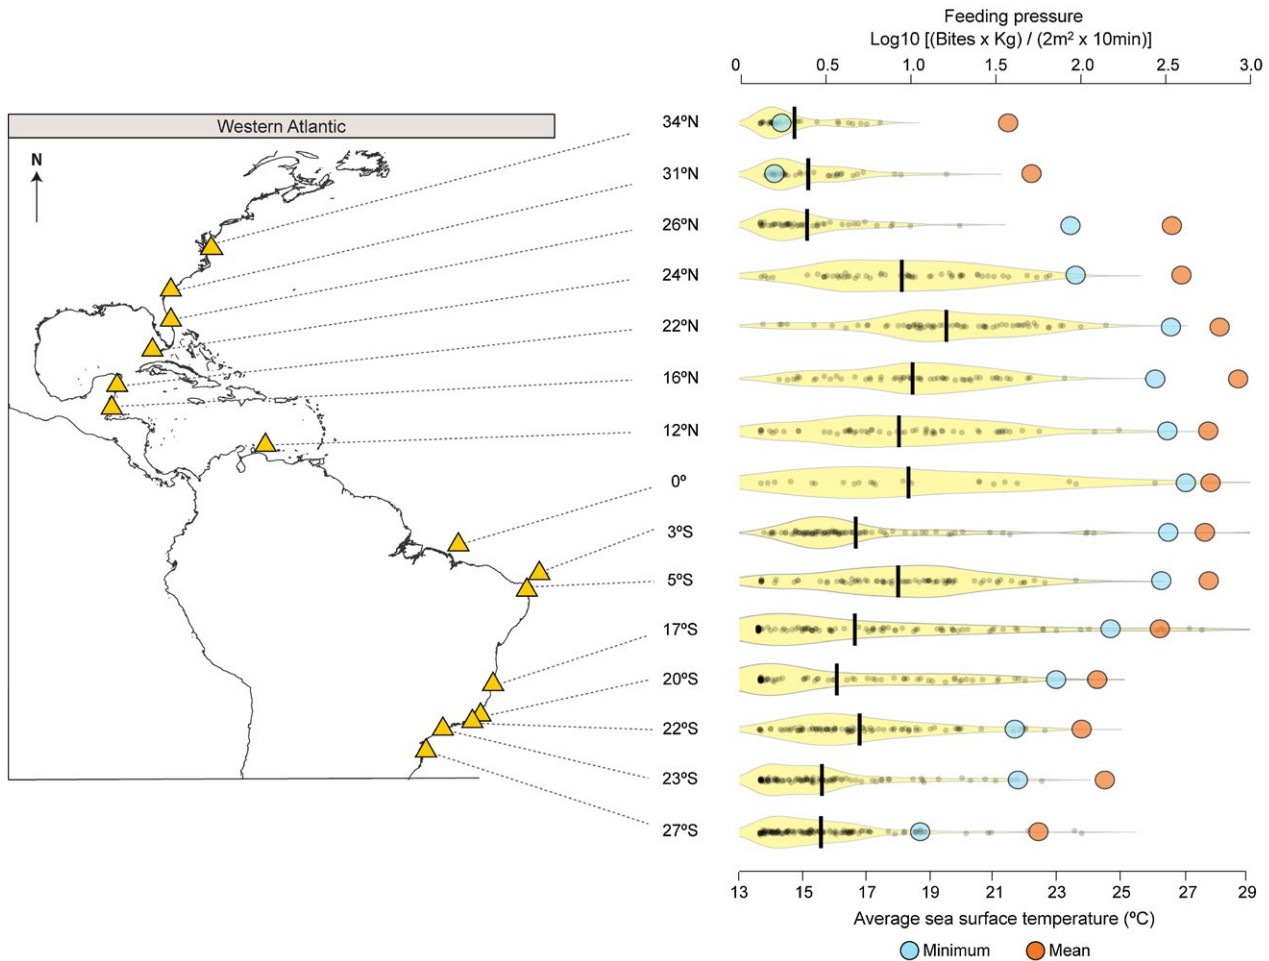 Feeding pressure
Log10 [(Bites x Kg) / (2m² x 10min)]
0 0.5 1.0 1.5 2.0 2.5 3.0
Western Atlantic
N
34ºN
31ºN
26ºN
24ºN
22ºN
16ºN
12ºN
0º
3ºS
5ºS
17ºS
20ºS
22ºS
23ºS
27ºS
13 15 17 19 21 23 25 27 29
Average sea surface temperature (ºC)
Minimum Mean